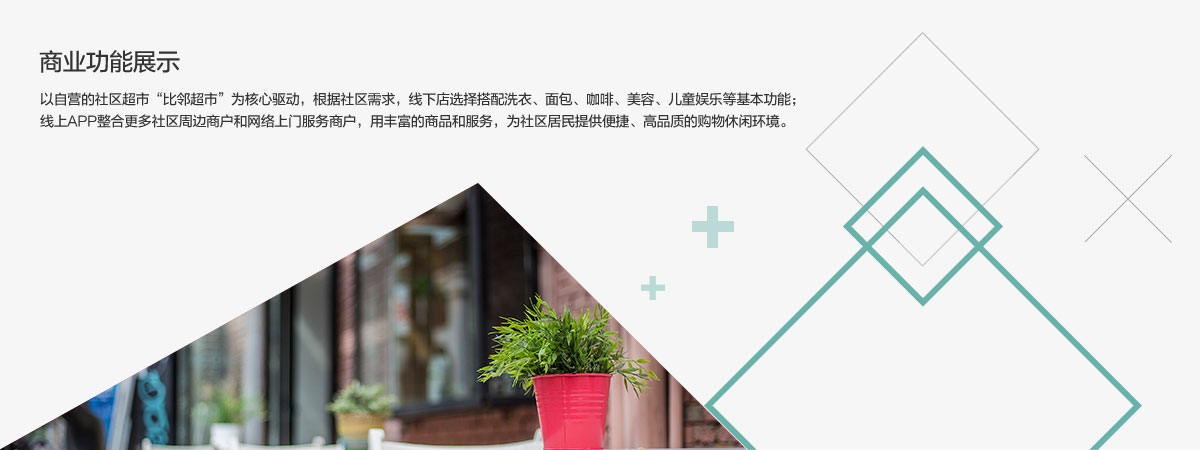 商业功能展示
以自营的社区超市“比邻超市”为核心驱动，根据社区需求，线下店选择搭配洗衣、面包、咖啡、美容、儿童娱乐等基本功能；
线上APP整合更多社区周边商户和网络上门服务商户，用丰富的商品和服务，为社区居民提供便捷、高品质的购物休闲环境。